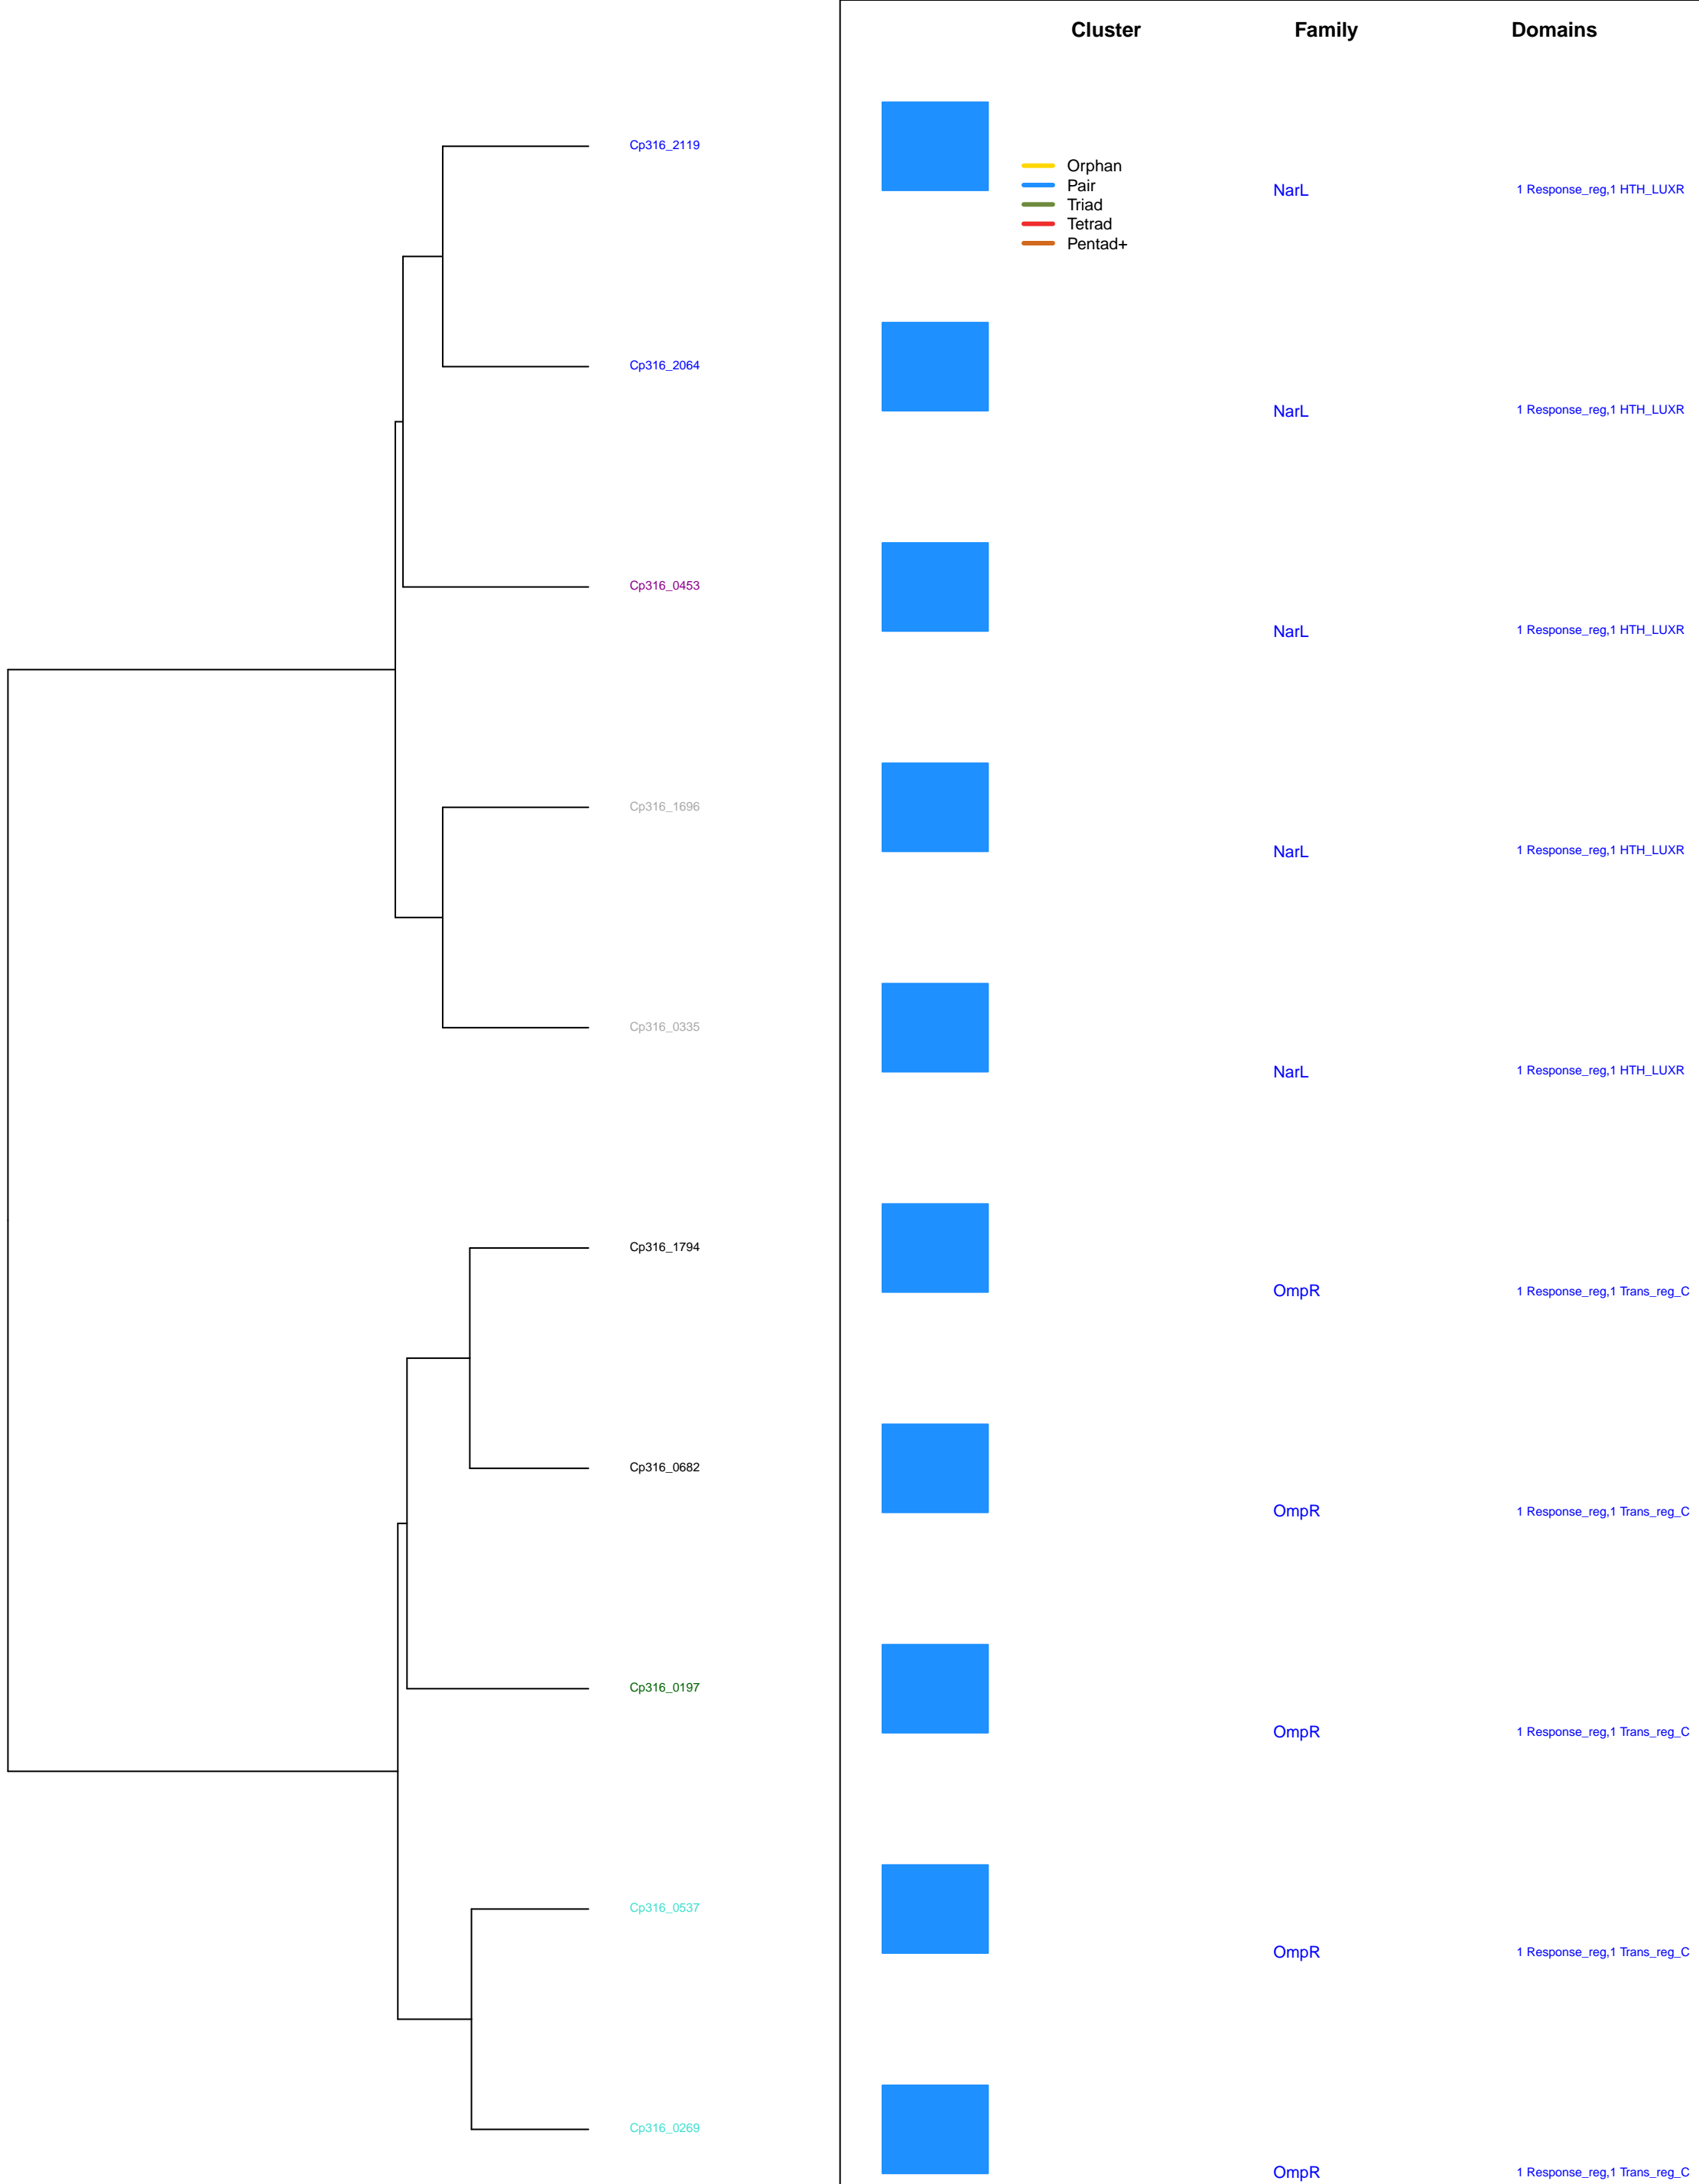 Cluster Family Domains
Cp316_2119
Orphan
Pair
NarL 1 Response_reg,1 HTH_LUXR
Triad
Tetrad
Pentad+
Cp316_2064
NarL 1 Response_reg,1 HTH_LUXR
Cp316_0453
NarL 1 Response_reg,1 HTH_LUXR
Cp316_1696
NarL 1 Response_reg,1 HTH_LUXR
Cp316_0335
NarL 1 Response_reg,1 HTH_LUXR
Cp316_1794
OmpR 1 Response_reg,1 Trans_reg_C
Cp316_0682
OmpR 1 Response_reg,1 Trans_reg_C
Cp316_0197
OmpR 1 Response_reg,1 Trans_reg_C
Cp316_0537
OmpR 1 Response_reg,1 Trans_reg_C
Cp316_0269
OmpR 1 Response_reg,1 Trans_reg_C